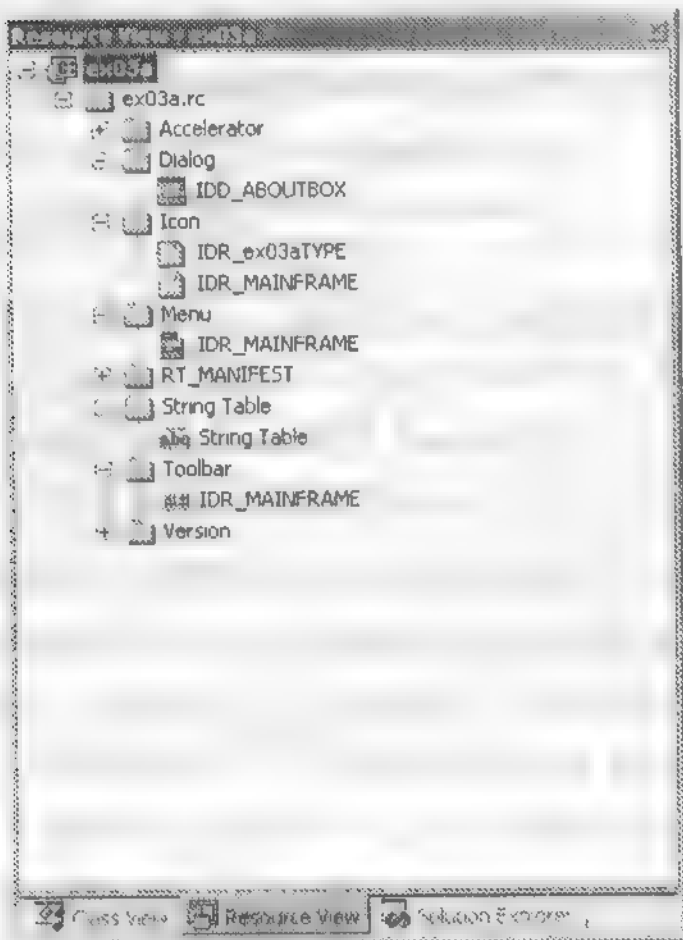 Resource View - ex03a
ex03a
ex03a.rc
Accelerator
Dialog
IDD_ABOUTBOX
Icon
IDR_ex03aTYPE
IDR_MAINFRAME
Menu
IDR_MAINFRAME
RT_MANIFEST
String Table
abc String Table
Toolbar
IDR_MAINFRAME
Version
Class View Resource View Solution Explorer